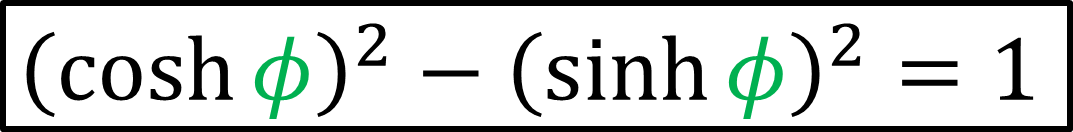 (cosh ϕ)² − (sinh ϕ)² = 1